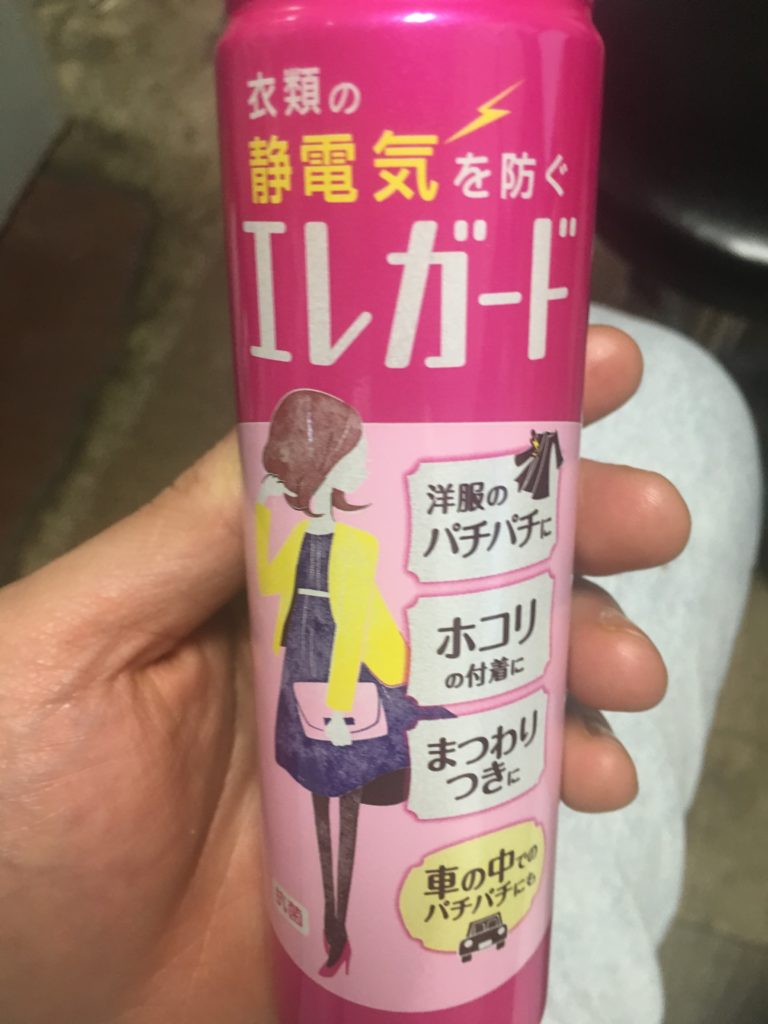 衣類の
静電気を防ぐ
エレガード
洋服の
パチパチに
ホコリ
の付着に
まつわり
つきに
車の中での
パチパチにも
抗菌